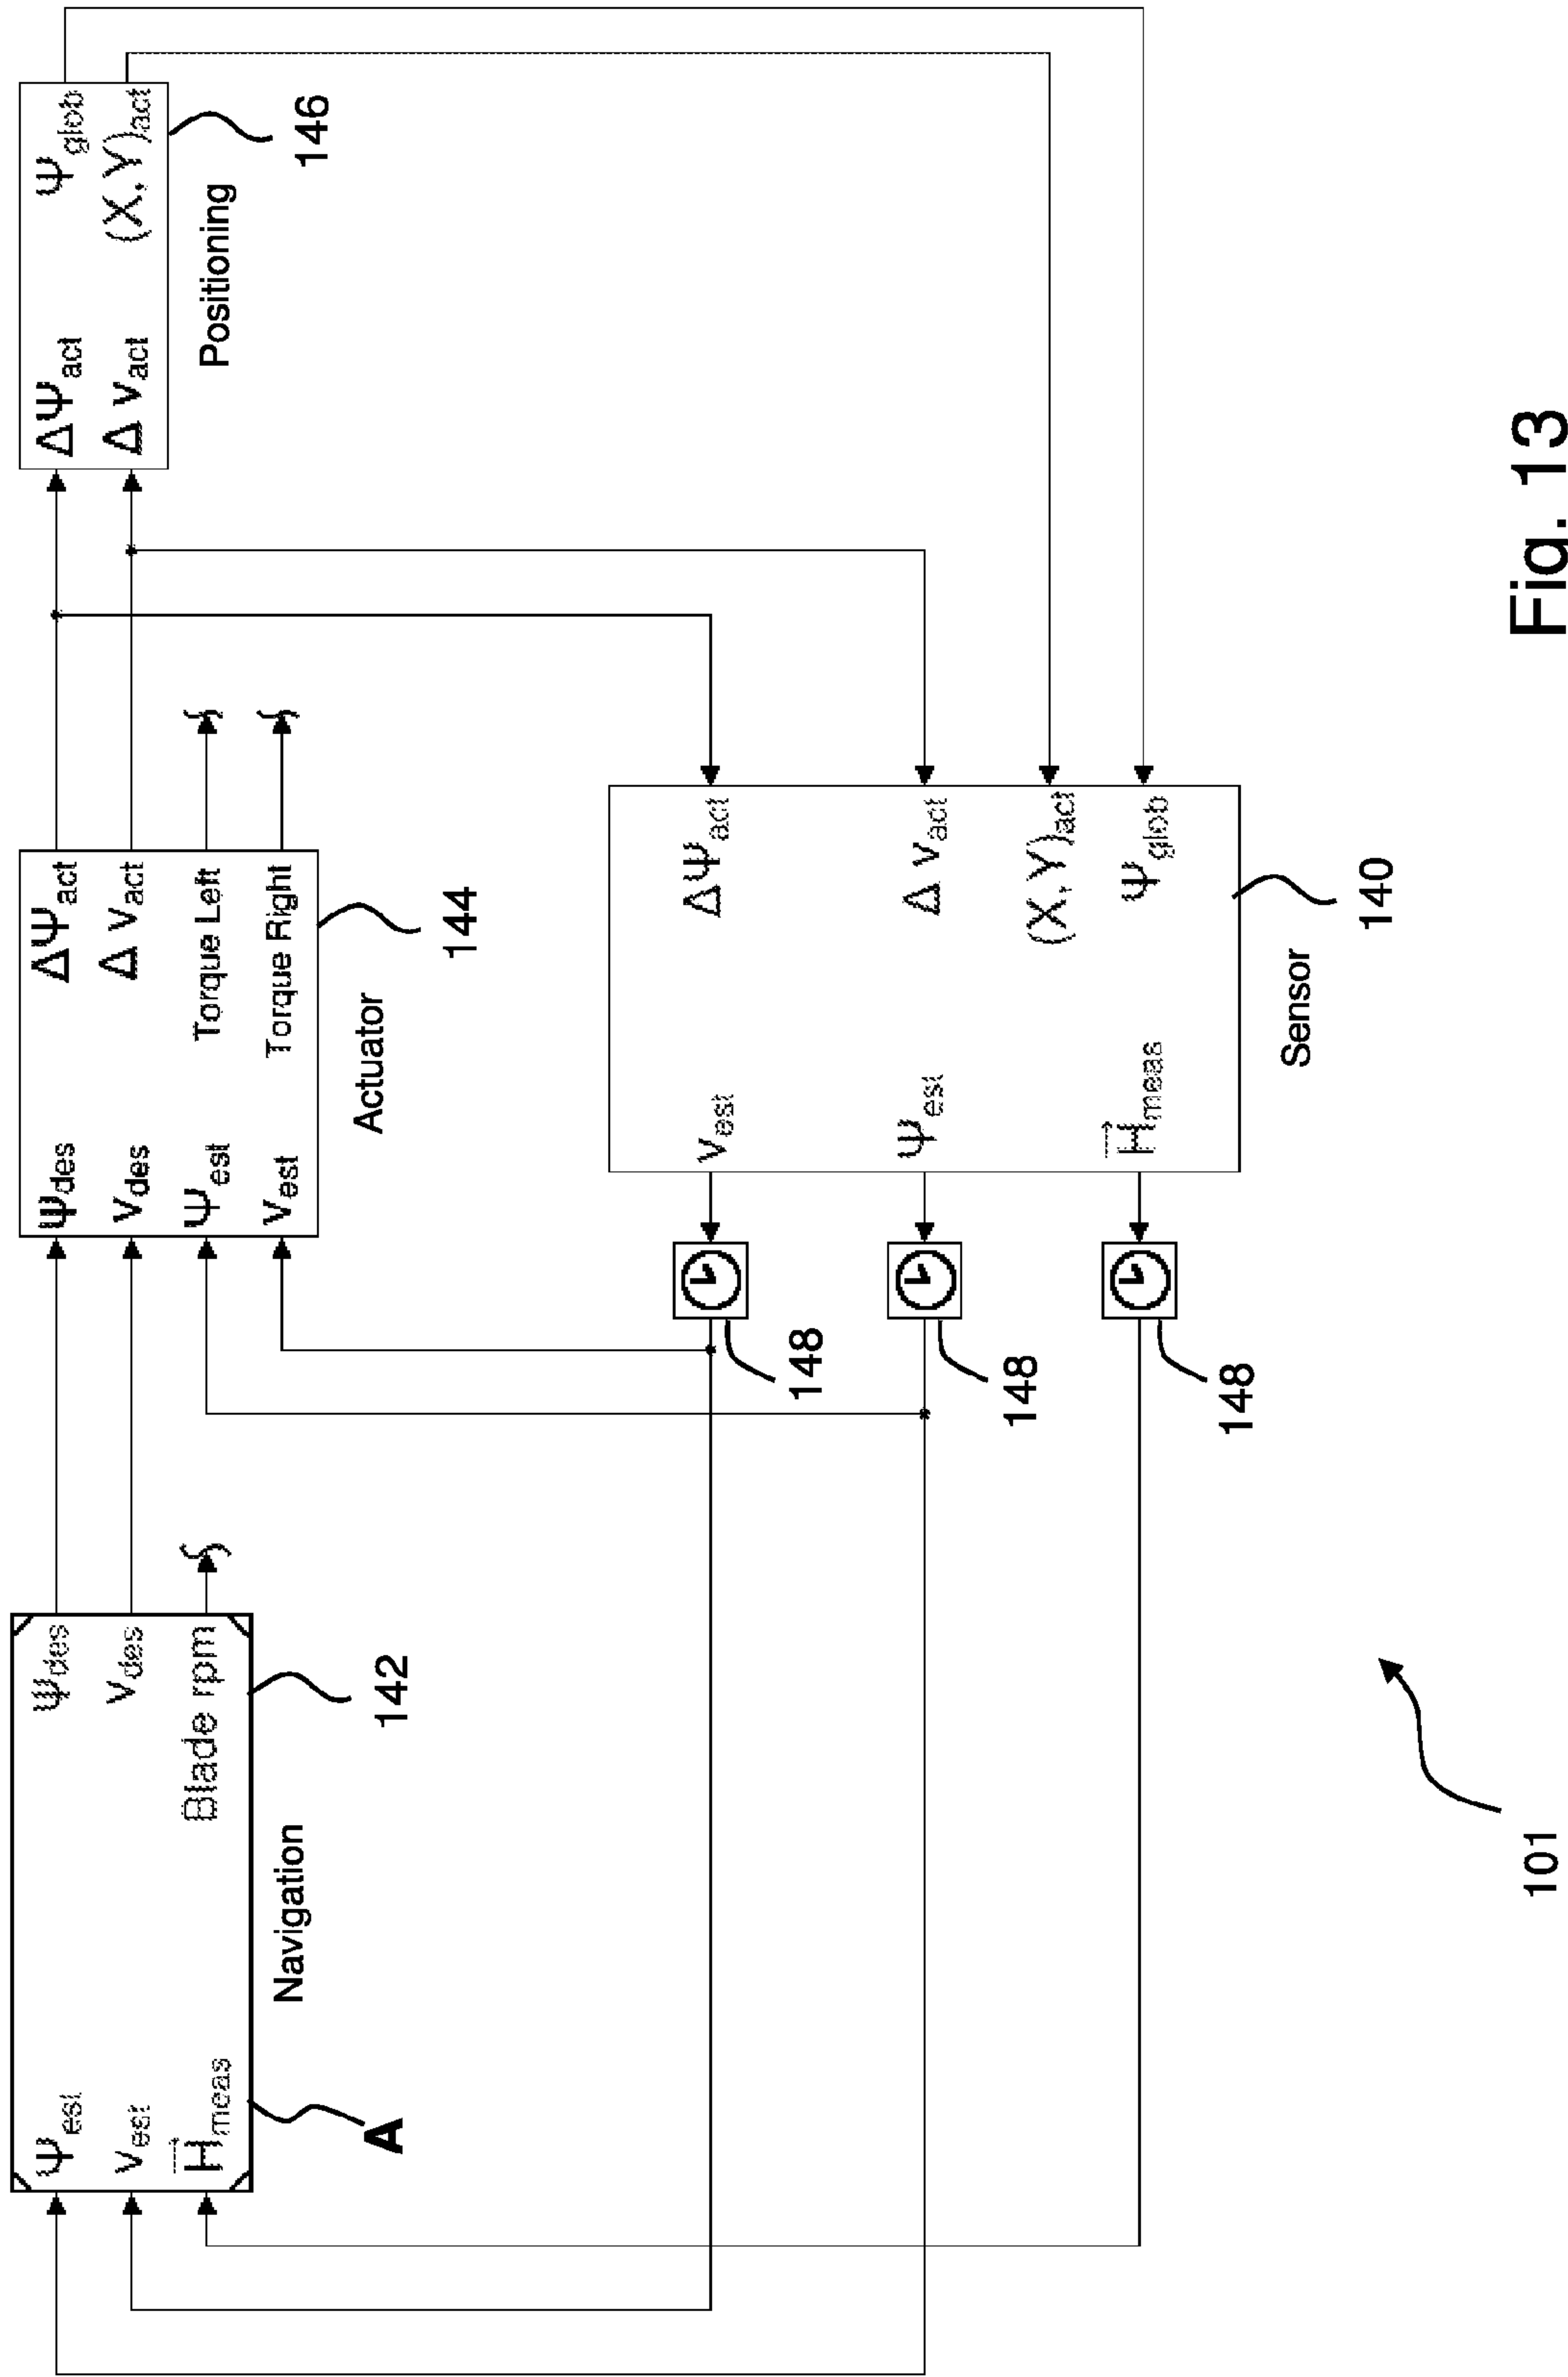 Ψest
vest
H⃗meas
Ψdes
Vdes
Blade rpm
A
142
Navigation
Ψdes
Vdes
Ψest
Vest
ΔΨact
Δ Vact
Torque Left
Torque Right
144
Actuator
ΔΨact
Δ Vact
Ψglob
(X,Y)act
146
Positioning
Vest
Ψest
H⃗meas
ΔΨact
Δ Vact
(X,Y)act
Ψglob
140
Sensor
148
148
148
101
Fig. 13